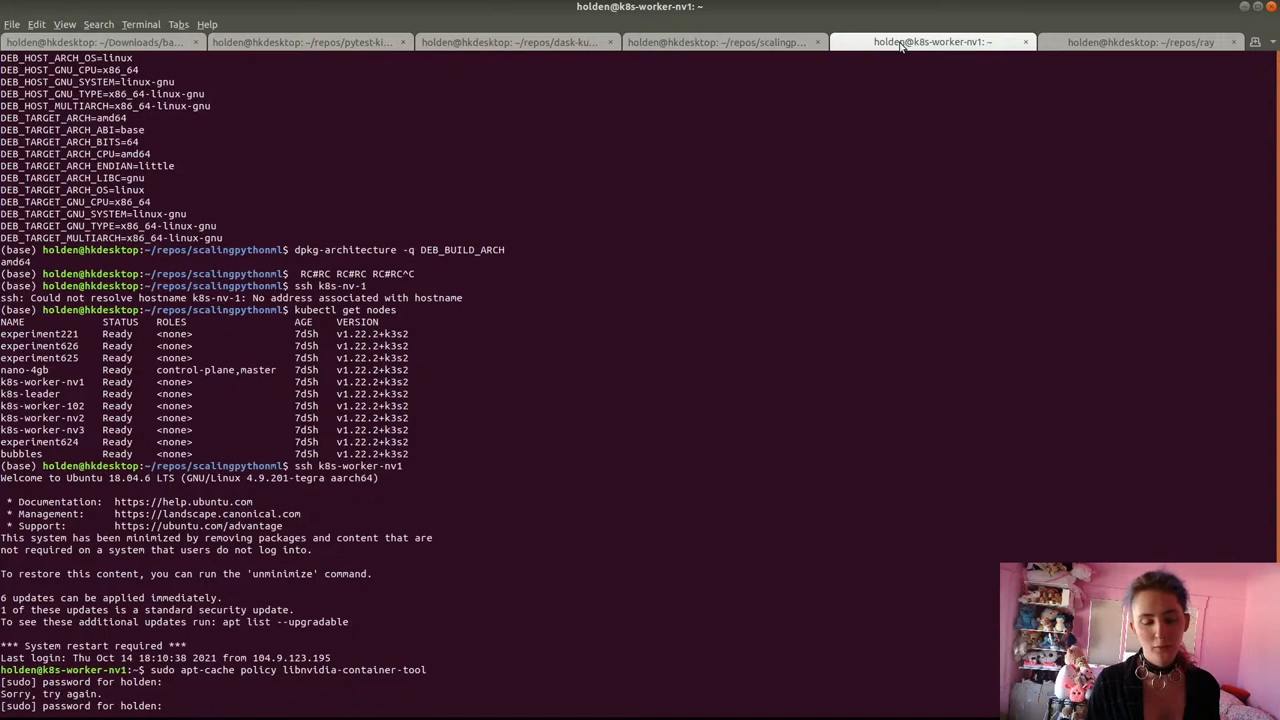 holden@k8s-worker-nv1: ~
File Edit View Search Terminal Tabs Help
holden@hkdesktop: ~/Downloads/ba... × holden@hkdesktop: ~/repos/pytest-ki... × holden@hkdesktop: ~/repos/dask-ku... × holden@hkdesktop: ~/repos/scalingp... × holden@k8s-worker-nv1: ~ × holden@hkdesktop: ~/repos/ray ×
DEB_HOST_ARCH_OS=linux
DEB_HOST_GNU_CPU=x86_64
DEB_HOST_GNU_SYSTEM=linux-gnu
DEB_HOST_GNU_TYPE=x86_64-linux-gnu
DEB_HOST_MULTIARCH=x86_64-linux-gnu
DEB_TARGET_ARCH=amd64
DEB_TARGET_ARCH_ABI=base
DEB_TARGET_ARCH_BITS=64
DEB_TARGET_ARCH_CPU=amd64
DEB_TARGET_ARCH_ENDIAN=little
DEB_TARGET_ARCH_LIBC=gnu
DEB_TARGET_ARCH_OS=linux
DEB_TARGET_GNU_CPU=x86_64
DEB_TARGET_GNU_SYSTEM=linux-gnu
DEB_TARGET_GNU_TYPE=x86_64-linux-gnu
DEB_TARGET_MULTIARCH=x86_64-linux-gnu
(base) holden@hkdesktop:~/repos/scalingpythonml$ dpkg-architecture -q DEB_BUILD_ARCH
amd64
(base) holden@hkdesktop:~/repos/scalingpythonml$  RC#RC RC#RC RC#RC^C
(base) holden@hkdesktop:~/repos/scalingpythonml$ ssh k8s-nv-1
ssh: Could not resolve hostname k8s-nv-1: No address associated with hostname
(base) holden@hkdesktop:~/repos/scalingpythonml$ kubectl get nodes
NAME STATUS ROLES AGE VERSION
experiment221 Ready <none> 7d5h v1.22.2+k3s2
experiment626 Ready <none> 7d5h v1.22.2+k3s2
experiment625 Ready <none> 7d5h v1.22.2+k3s2
nano-4gb Ready control-plane,master 7d5h v1.22.2+k3s2
k8s-worker-nv1 Ready <none> 7d5h v1.22.2+k3s2
k8s-leader Ready <none> 7d5h v1.22.2+k3s2
k8s-worker-102 Ready <none> 7d5h v1.22.2+k3s2
k8s-worker-nv2 Ready <none> 7d5h v1.22.2+k3s2
k8s-worker-nv3 Ready <none> 7d5h v1.22.2+k3s2
experiment624 Ready <none> 7d5h v1.22.2+k3s2
bubbles Ready <none> 7d5h v1.22.2+k3s2
(base) holden@hkdesktop:~/repos/scalingpythonml$ ssh k8s-worker-nv1
Welcome to Ubuntu 18.04.6 LTS (GNU/Linux 4.9.201-tegra aarch64)
* Documentation: https://help.ubuntu.com
* Management: https://landscape.canonical.com
* Support: https://ubuntu.com/advantage
This system has been minimized by removing packages and content that are
not required on a system that users do not log into.
To restore this content, you can run the 'unminimize' command.
6 updates can be applied immediately.
1 of these updates is a standard security update.
To see these additional updates run: apt list --upgradable
*** System restart required ***
Last login: Thu Oct 14 18:10:38 2021 from 104.9.123.195
holden@k8s-worker-nv1:~$ sudo apt-cache policy libnvidia-container-tool
[sudo] password for holden:
Sorry, try again.
[sudo] password for holden: